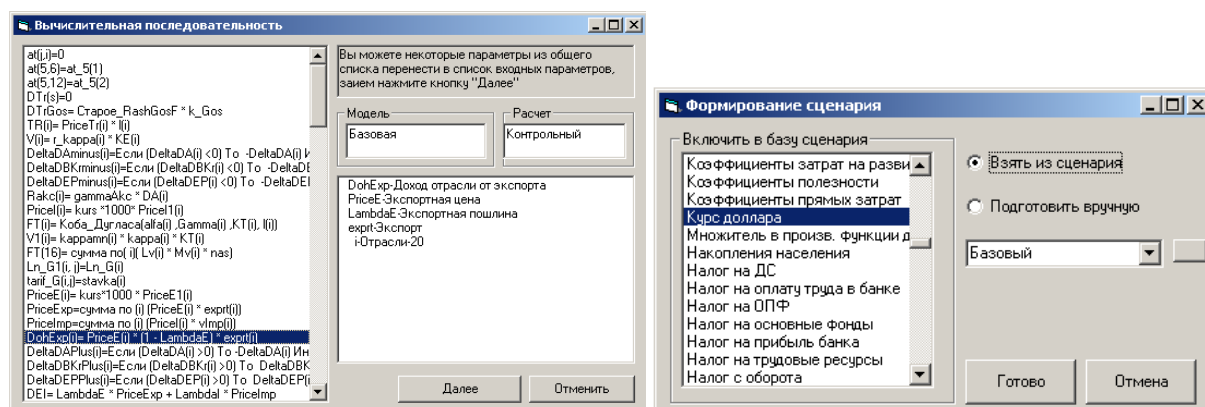 Вычислительная последовательность
at(j,i)=0
at(5,6)=at_5(1)
at(5,12)=at_5(2)
DTr(s)=0
DTrGos= Старое_RashGosF * k_Gos
TR(i)= PriceTr(i) * l(i)
V(i)= r_kappa(i) * KE(i)
DeltaDAminus(i)=Если (DeltaDA(i) <0) То -DeltaDA(i) И
DeltaDBKrminus(i)=Если (DeltaDBKr(i) <0) То -DeltaDB
DeltaDEPminus(i)=Если (DeltaDEP(i) <0) То -DeltaDEI
Rakc(i)= gammaAkc * DA(i)
PriceI(i)= kurs *1000* PriceI1(i)
FT(i)= Коба_Дугласа(alfa(i) ,Gamma(i) ,KT(i), l(i))
V1(i)= kappamn(i) * kappa(i) * KT(i)
FT(16)= сумма по( i)( Lv(i) * Mv(i) * nas)
Ln_G1(i, j)=Ln_G(i)
tarif_G(i,j)=stavka(i)
PriceE(i)= kurs*1000 * PriceE1(i)
PriceExp=сумма по (i) (PriceE(i) * exprt(i))
PriceImp=сумма по (i) (PriceI(i) * vImp(i))
DohExp(i)= PriceE(i) * (1 - LambdaE) * exprt(i)
DeltaDAPlus(i)=Если (DeltaDA(i) >0) То -DeltaDA(i) Ин
DeltaDBKrPlus(i)=Если (DeltaDBKr(i) >0) То DeltaDBK
DeltaDEPPlus(i)=Если (DeltaDEP(i) >0) То DeltaDEP(i
DEI= LambdaE * PriceExp + LambdaI * PriceImp
Вы можете некоторые параметры из общего
списка перенести в список входных параметров,
заием нажмите кнопку "Далее"
Модель
Базовая
Расчет
Контрольный
DohExp-Доход отрасли от экспорта
PriceE-Экспортная цена
LambdaE-Экспортная пошлина
exprt-Экспорт
i-Отрасли-20
Далее
Отменить
Формирование сценария
Включить в базу сценария
Коэффициенты затрат на разви
Коэффициенты полезности
Коэффициенты прямых затрат
Курс доллара
Множитель в произв. функции д
Накопления населения
Налог на ДС
Налог на оплату труда в банке
Налог на ОПФ
Налог на основные фонды
Налог на прибыль банка
Налог на трудовые ресурсы
Налог с оборота
Взять из сценария
Подготовить вручную
Базовый
Готово
Отмена